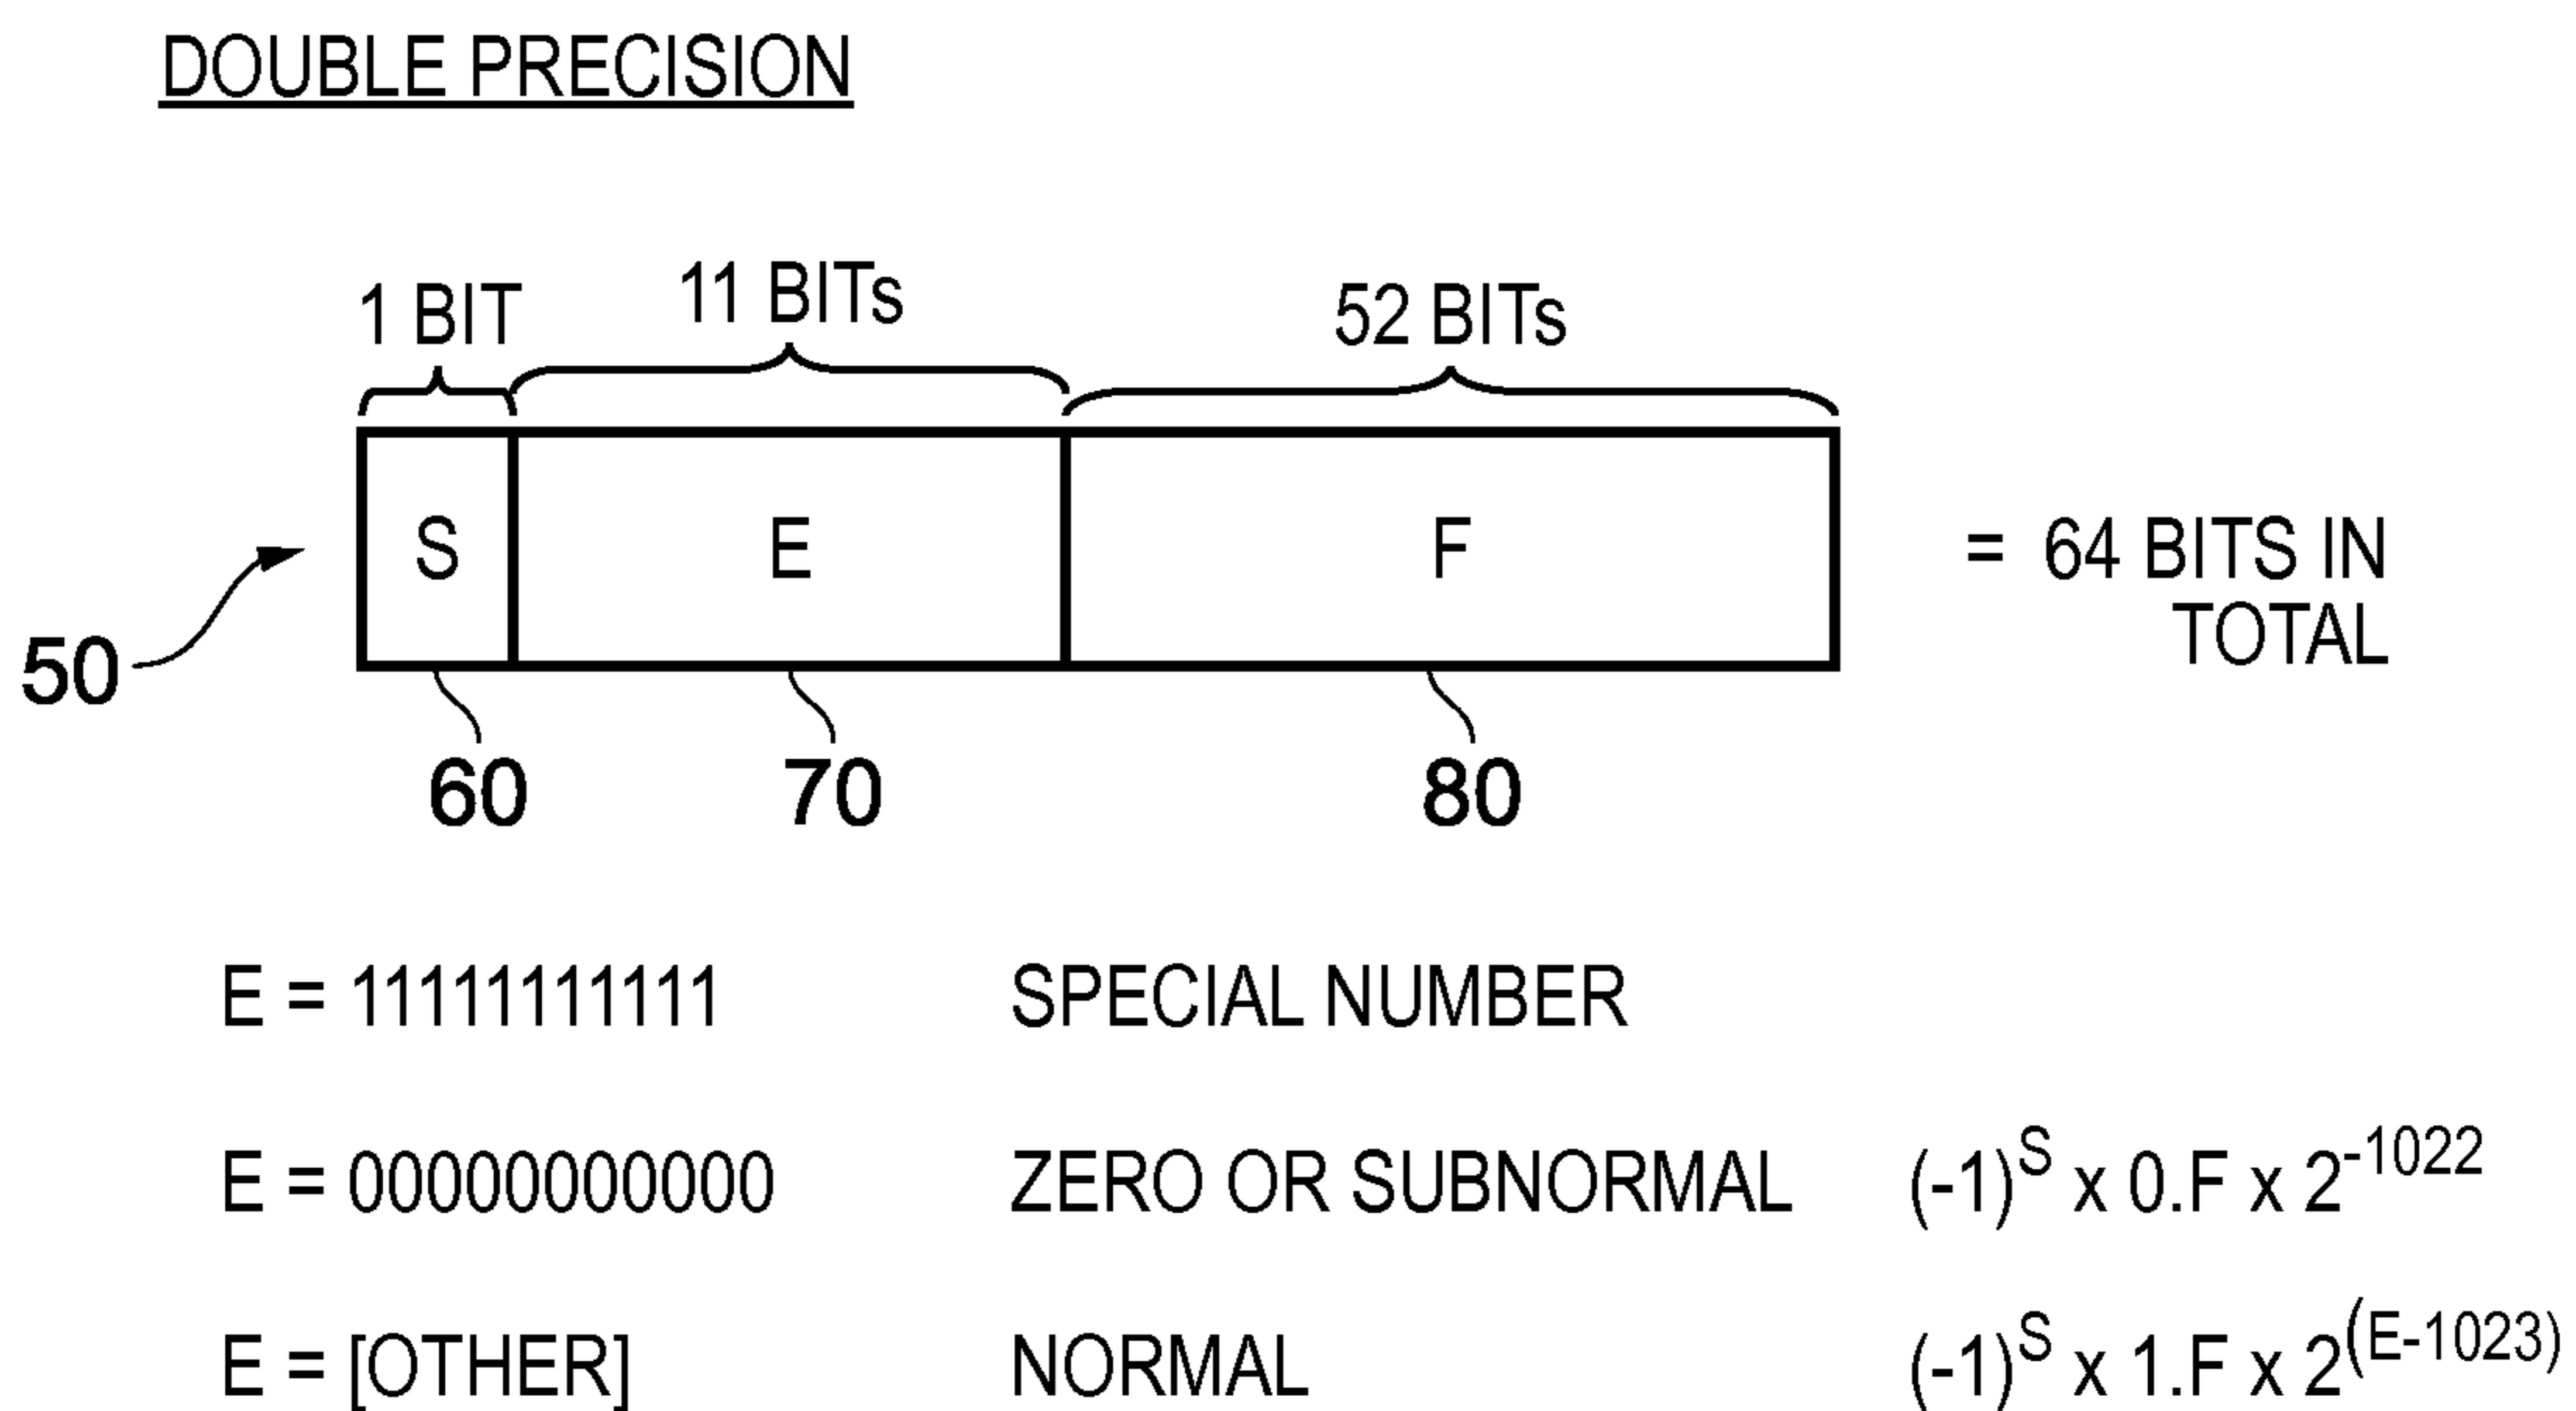 DOUBLE PRECISION
1 BIT 11 BITs 52 BITs
S E F = 64 BITS IN
TOTAL
50
60 70 80
E = 11111111111 SPECIAL NUMBER
E = 00000000000 ZERO OR SUBNORMAL (-1)^S x 0.F x 2^-1022
E = [OTHER] NORMAL (-1)^S x 1.F x 2^(E-1023)